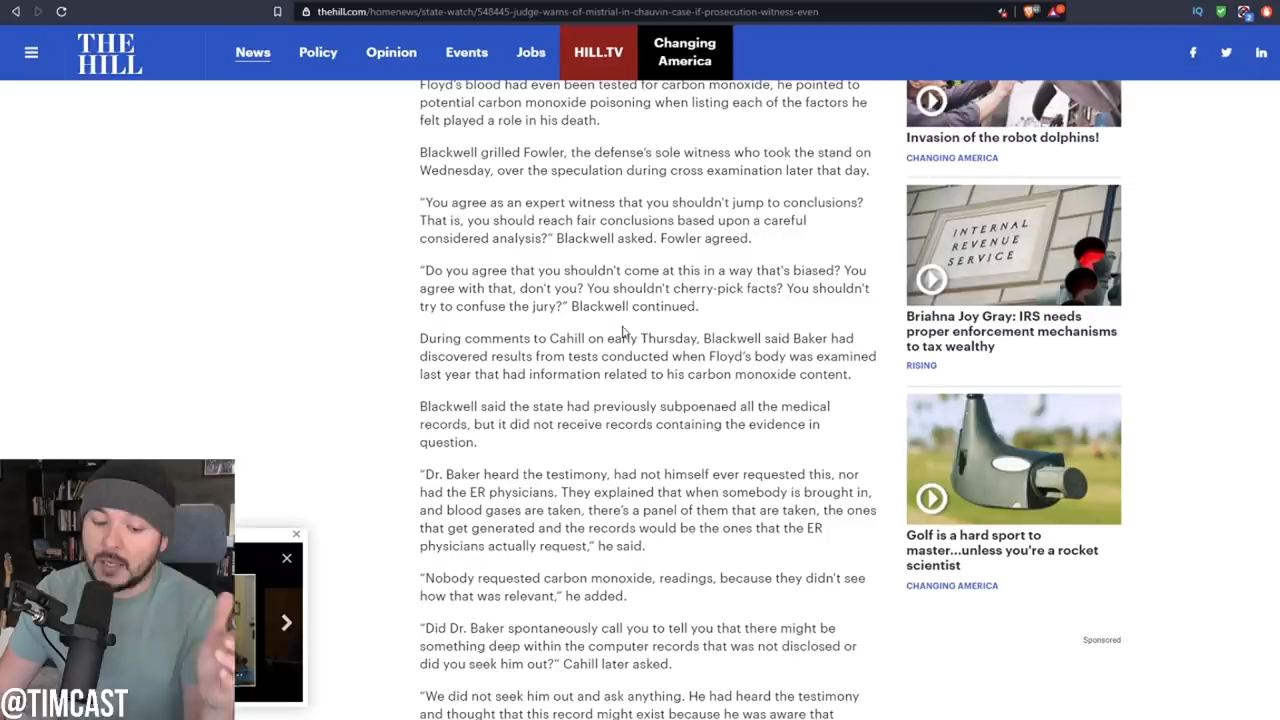 thehill.com/homenews/state-watch/548445-judge-warns-of-mistrial-in-chauvin-case-if-prosecution-witness-even
IQ
2
THE
HILL
News
Policy
Opinion
Events
Jobs
HILL.TV
Changing
America
Floyd's blood had even been tested for carbon monoxide, he pointed to
potential carbon monoxide poisoning when listing each of the factors he
felt played a role in his death.
Blackwell grilled Fowler, the defense's sole witness who took the stand on
Wednesday, over the speculation during cross examination later that day.
“You agree as an expert witness that you shouldn't jump to conclusions?
That is, you should reach fair conclusions based upon a careful
considered analysis?” Blackwell asked. Fowler agreed.
“Do you agree that you shouldn't come at this in a way that's biased? You
agree with that, don't you? You shouldn't cherry-pick facts? You shouldn't
try to confuse the jury?” Blackwell continued.
During comments to Cahill on early Thursday, Blackwell said Baker had
discovered results from tests conducted when Floyd's body was examined
last year that had information related to his carbon monoxide content.
Blackwell said the state had previously subpoenaed all the medical
records, but it did not receive records containing the evidence in
question.
“Dr. Baker heard the testimony, had not himself ever requested this, nor
had the ER physicians. They explained that when somebody is brought in,
and blood gases are taken, there's a panel of them that are taken, the ones
that get generated and the records would be the ones that the ER
physicians actually request,” he said.
“Nobody requested carbon monoxide, readings, because they didn't see
how that was relevant,” he added.
“Did Dr. Baker spontaneously call you to tell you that there might be
something deep within the computer records that was not disclosed or
did you seek him out?” Cahill later asked.
“We did not seek him out and ask anything. He had heard the testimony
and thought that this record might exist because he was aware that
Invasion of the robot dolphins!
CHANGING AMERICA
INTERNAL
REVENUE
SERVICE
Briahna Joy Gray: IRS needs
proper enforcement mechanisms
to tax wealthy
RISING
Golf is a hard sport to
master...unless you're a rocket
scientist
CHANGING AMERICA
Sponsored
@TIMCAST